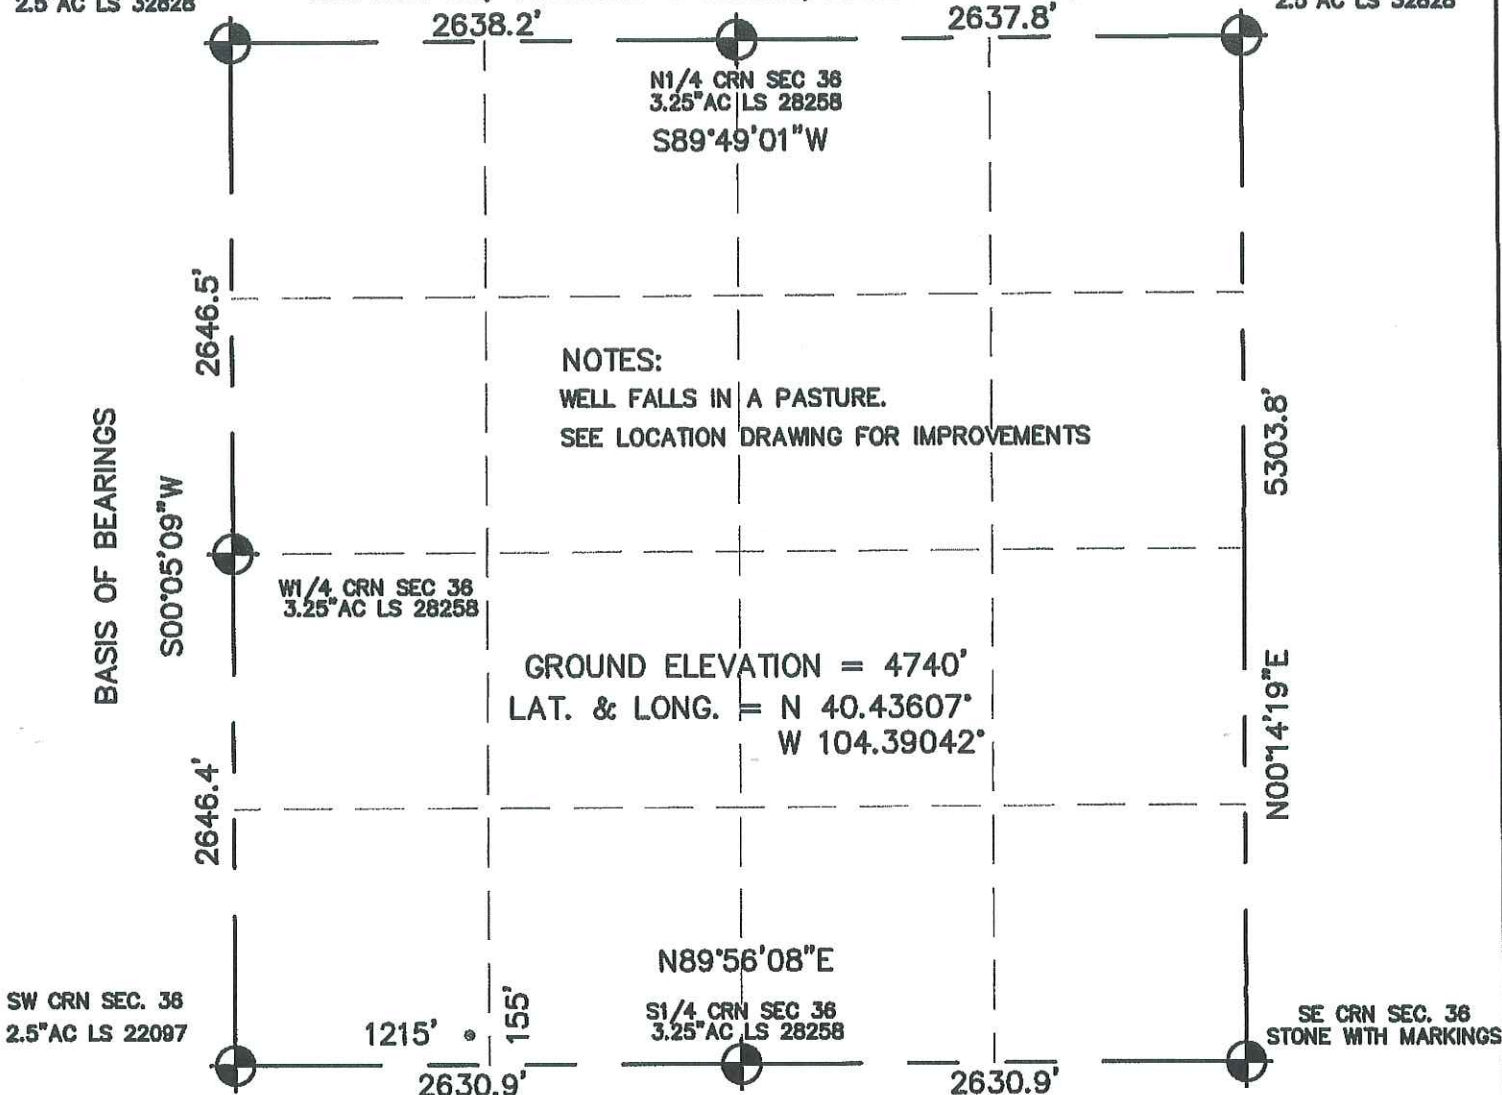 2.5"AC LS 32828
2.5"AC LS 32828
2638.2'
2637.8'
N1/4 CRN SEC 36
3.25"AC LS 28258
S89°49'01"W
2646.5'
NOTES:
WELL FALLS IN A PASTURE.
SEE LOCATION DRAWING FOR IMPROVEMENTS
5303.8'
BASIS OF BEARINGS
S00°05'09"W
W1/4 CRN SEC 36
3.25"AC LS 28258
GROUND ELEVATION = 4740'
LAT. & LONG. = N 40.43607°
W 104.39042°
N00°14'19"E
2646.4'
N89°56'08"E
SW CRN SEC. 36
2.5"AC LS 22097
1215'
155'
S1/4 CRN SEC 36
3.25"AC LS 28258
SE CRN SEC. 36
STONE WITH MARKINGS
2630.9'
2630.9'